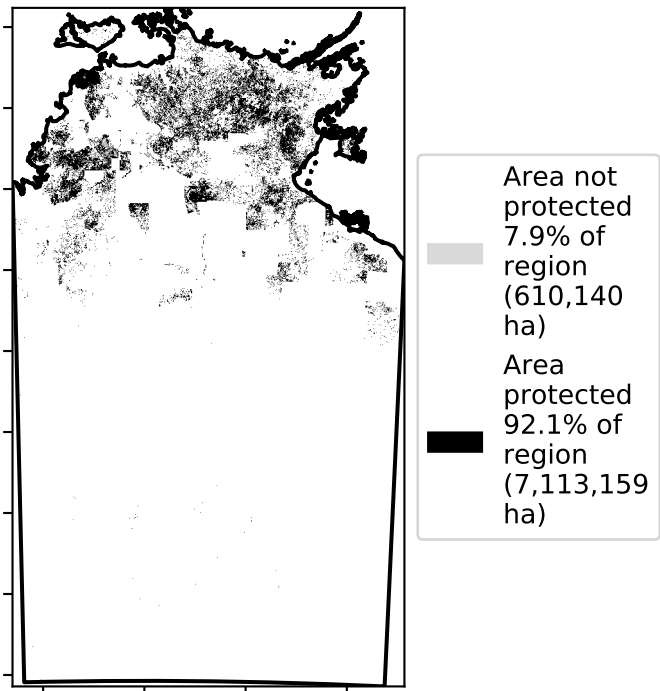 Area not
protected
7.9% of
region
(610,140
ha)
Area
protected
92.1% of
region
(7,113,159
ha)